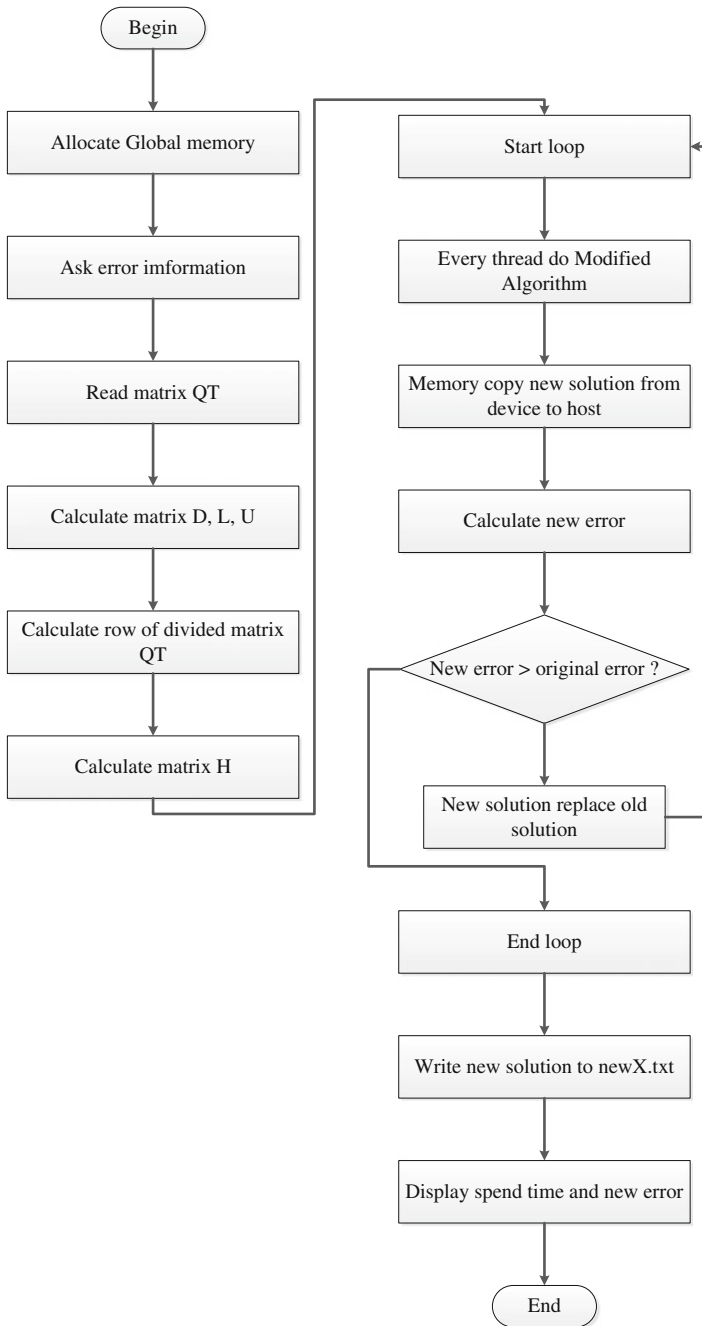 Begin
Allocate Global memory
Ask error imformation
Read matrix QT
Calculate matrix D, L, U
Calculate row of divided matrix
QT
Calculate matrix H
Start loop
Every thread do Modified
Algorithm
Memory copy new solution from
device to host
Calculate new error
New error > original error ?
New solution replace old
solution
End loop
Write new solution to newX.txt
Display spend time and new error
End